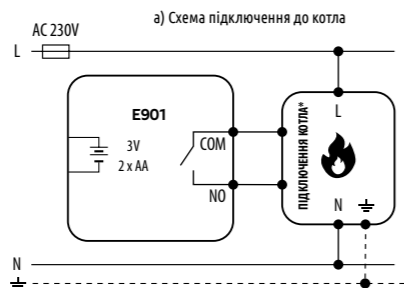 а) Схема підключення до котла
AC 230V
L
E901
3V
2 x AA
COM
NO
ПІДКЛЮЧЕННЯ КОТЛА*
L
N
N